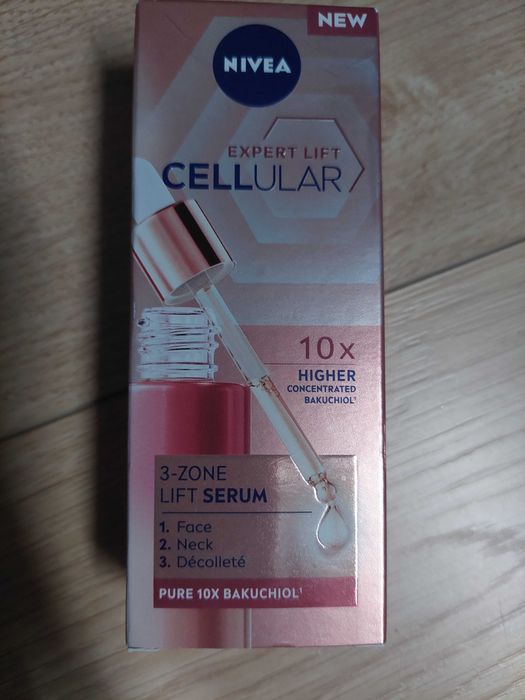 NEW
NIVEA
EXPERT LIFT
CELLULAR
10x
HIGHER
CONCENTRATED
BAKUCHIOL¹
3-ZONE
LIFT SERUM
1. Face
2. Neck
3. Décolleté
PURE 10X BAKUCHIOL¹